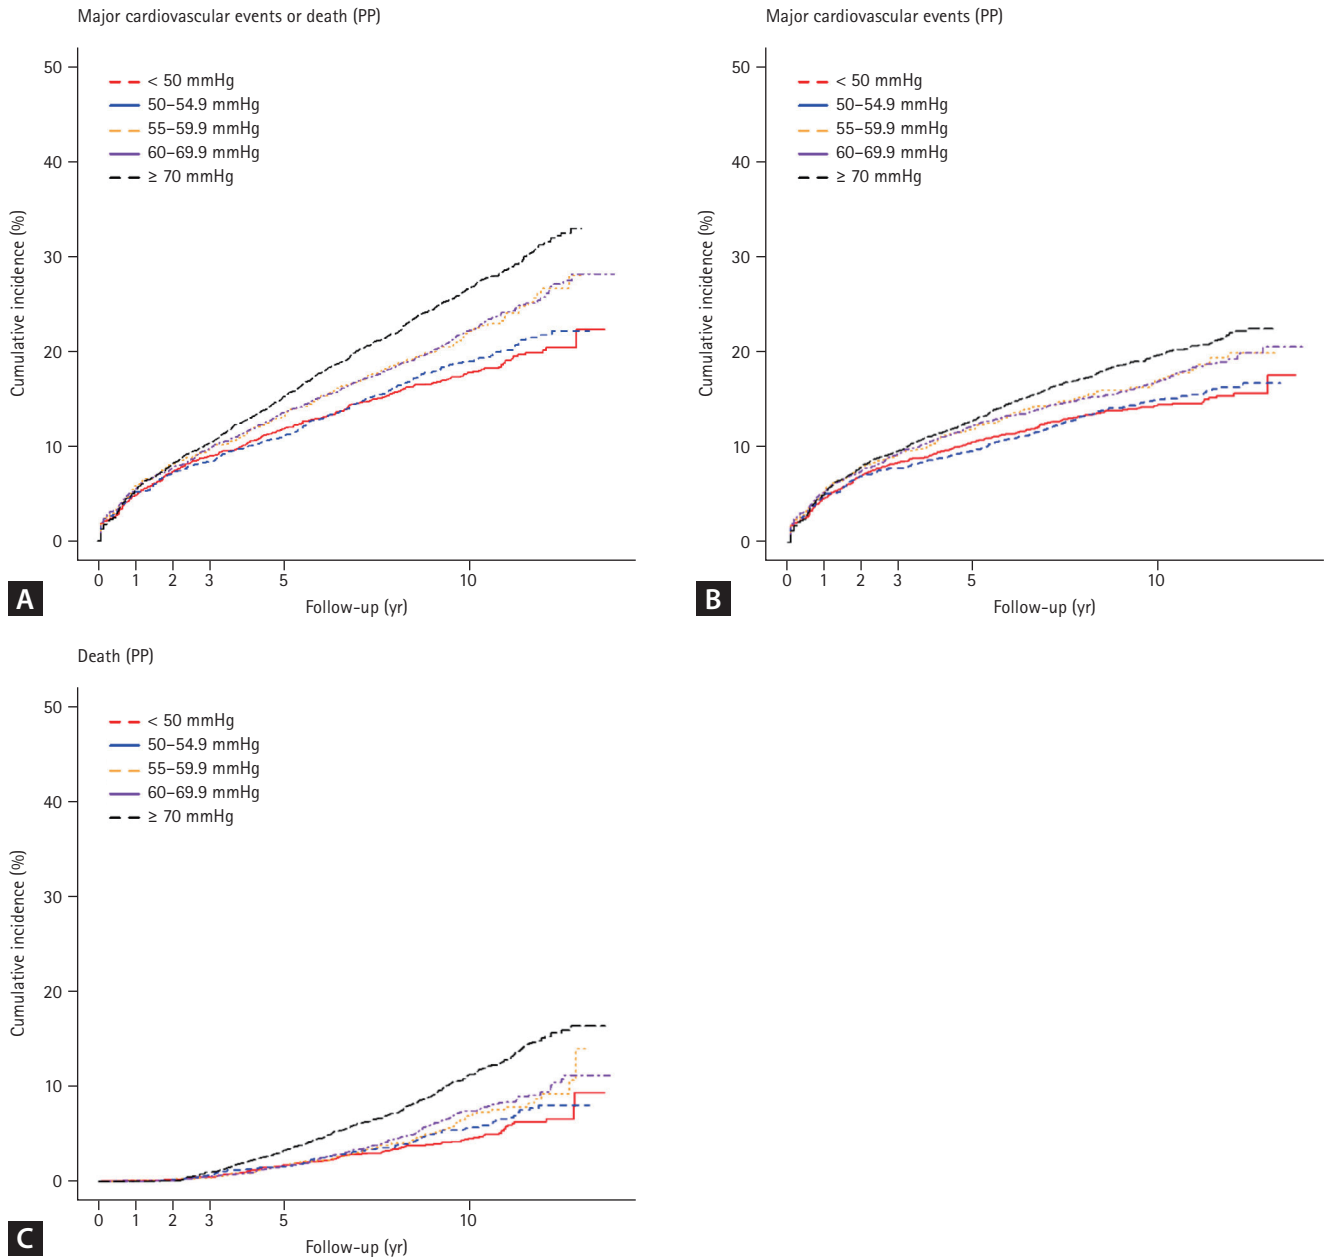 Major cardiovascular events or death (PP)
50
40
30
20
10
0
Cumulative incidence (%)
< 50 mmHg
50–54.9 mmHg
55–59.9 mmHg
60–69.9 mmHg
≥ 70 mmHg
0 1 2 3 5 10
Follow-up (yr)
A
Major cardiovascular events (PP)
50
40
30
20
10
0
Cumulative incidence (%)
< 50 mmHg
50–54.9 mmHg
55–59.9 mmHg
60–69.9 mmHg
≥ 70 mmHg
0 1 2 3 5 10
Follow-up (yr)
B
Death (PP)
50
40
30
20
10
0
Cumulative incidence (%)
< 50 mmHg
50–54.9 mmHg
55–59.9 mmHg
60–69.9 mmHg
≥ 70 mmHg
0 1 2 3 5 10
Follow-up (yr)
C